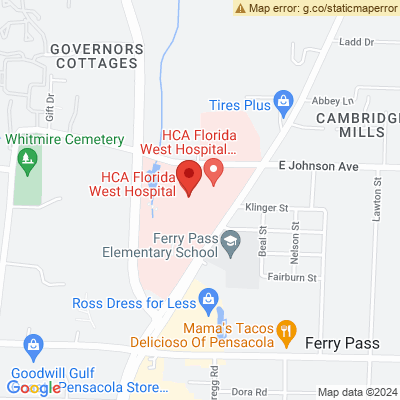 Map error: g.co/staticmaperror
GOVERNORS
COTTAGES
Ladd Dr
Gift Dr
Tires Plus
Abbey Ln
CAMBRIDGE
MILLS
Whitmire Cemetery
HCA Florida
West Hospital...
E Johnson Ave
HCA Florida
West Hospital
Klinger St
Lawton St
Beal St
Nelson St
Ferry Pass
Elementary School
Fairburn St
Ross Dress for Less
Mama's Tacos
Delicioso Of Pensacola
Ferry Pass
Goodwill Gulf
Pensacola Store...
Google
Dora Rd
Map data ©2024